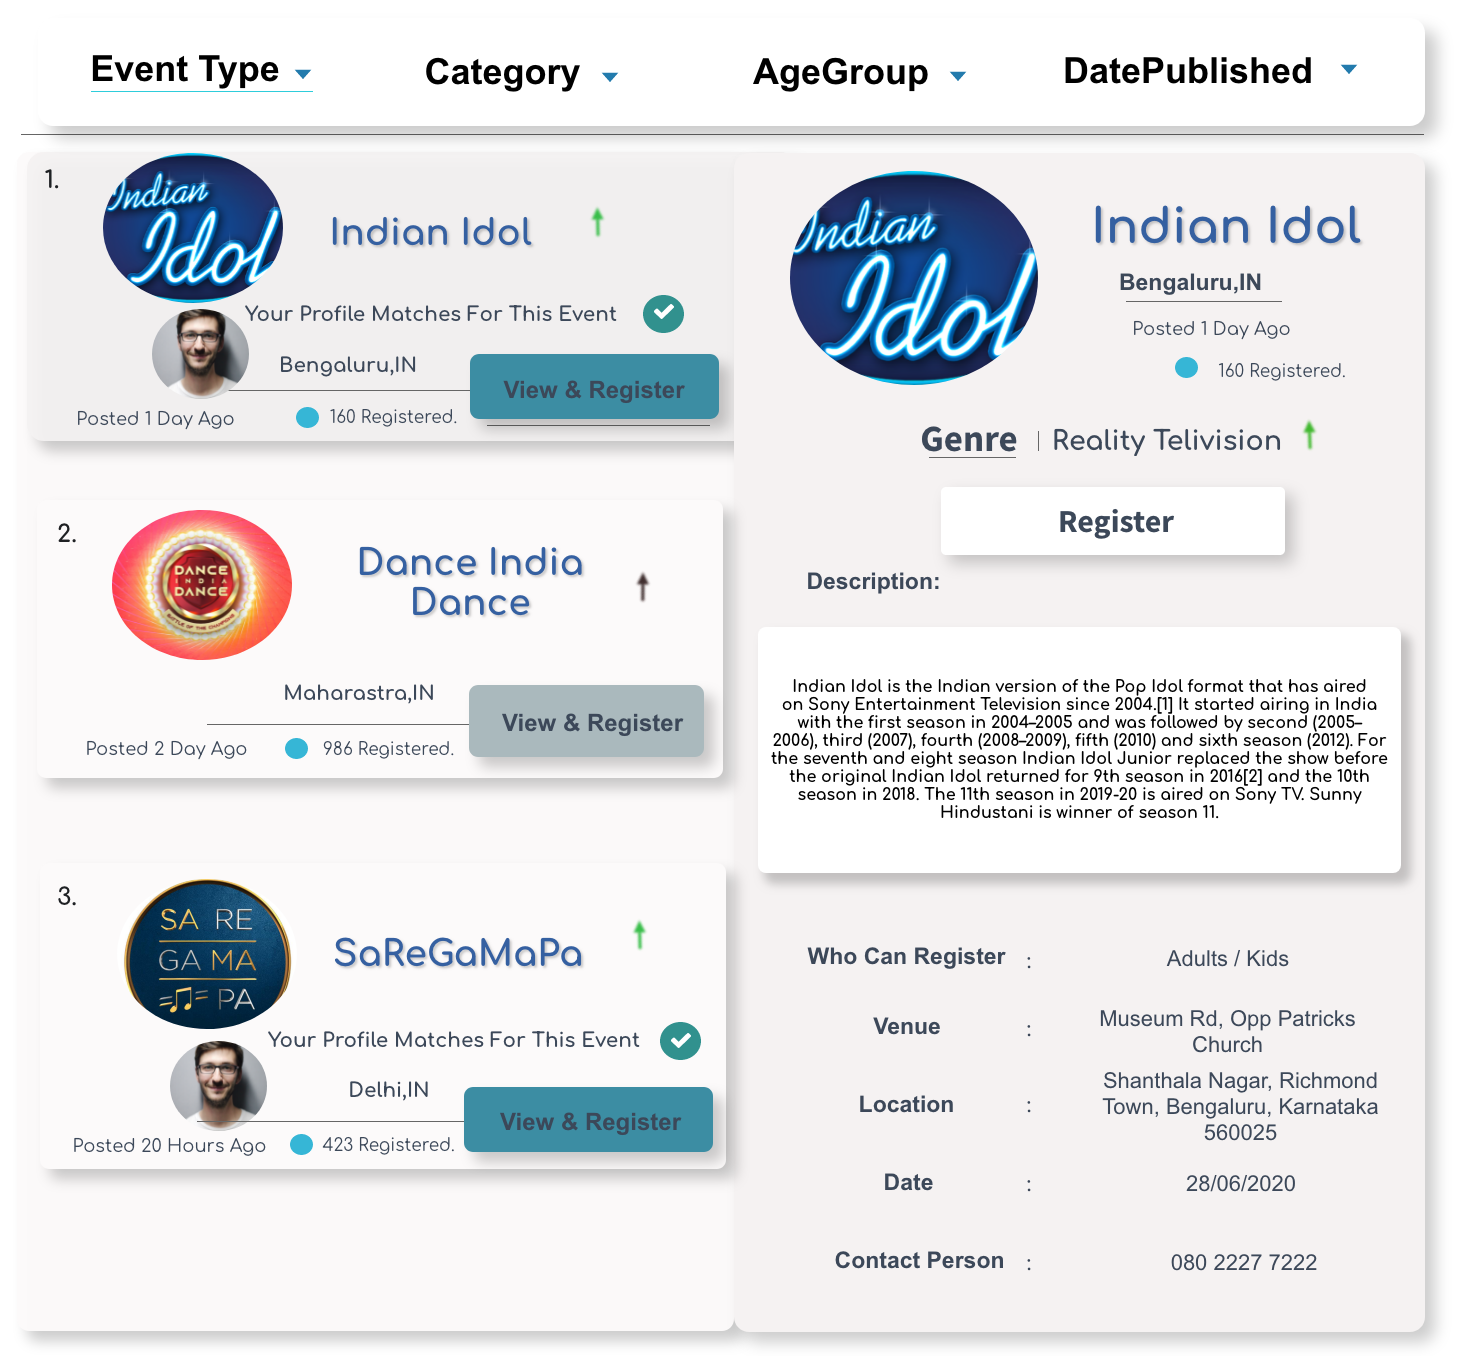 Event Type
Category
AgeGroup
DatePublished
1.
Indian
Idol
Indian Idol
Your Profile Matches For This Event
Bengaluru,IN
View & Register
Posted 1 Day Ago
160 Registered.
2.
DANCE
INDIA
DANCE
BATTLE OF THE CHAMPIONS
Dance India
Dance
Maharastra,IN
View & Register
Posted 2 Day Ago
986 Registered.
3.
SA RE
GA MA
PA
SaReGaMaPa
Your Profile Matches For This Event
Delhi,IN
View & Register
Posted 20 Hours Ago
423 Registered.
Indian
Idol
Indian Idol
Bengaluru,IN
Posted 1 Day Ago
160 Registered.
Genre | Reality Telivision
Register
Description:
Indian Idol is the Indian version of the Pop Idol format that has aired
on Sony Entertainment Television since 2004.[1] It started airing in India
with the first season in 2004–2005 and was followed by second (2005–
2006), third (2007), fourth (2008–2009), fifth (2010) and sixth season (2012). For
the seventh and eight season Indian Idol Junior replaced the show before
the original Indian Idol returned for 9th season in 2016[2] and the 10th
season in 2018. The 11th season in 2019-20 is aired on Sony TV. Sunny
Hindustani is winner of season 11.
Who Can Register : Adults / Kids
Venue : Museum Rd, Opp Patricks
Church
Location : Shanthala Nagar, Richmond
Town, Bengaluru, Karnataka
560025
Date : 28/06/2020
Contact Person : 080 2227 7222